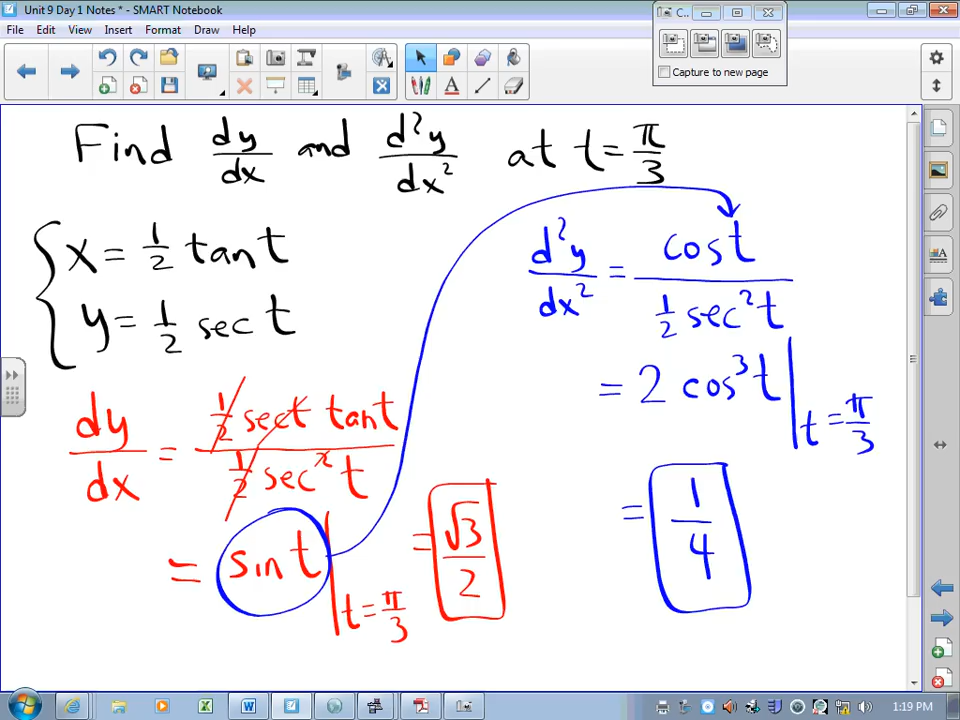 Unit 9 Day 1 Notes * - SMART Notebook
C...
File Edit View Insert Format Draw Help
Capture to new page
Find dy/dx and d²y/dx² at t = π/3
x = 1/2 tan t
y = 1/2 sec t
dy/dx = 1/2 sec t tan t / 1/2 sec² t
= sin t | t = π/3 = √3/2
d²y/dx² = cos t / 1/2 sec² t
= 2 cos³ t | t = π/3
= 1/4
1:19 PM